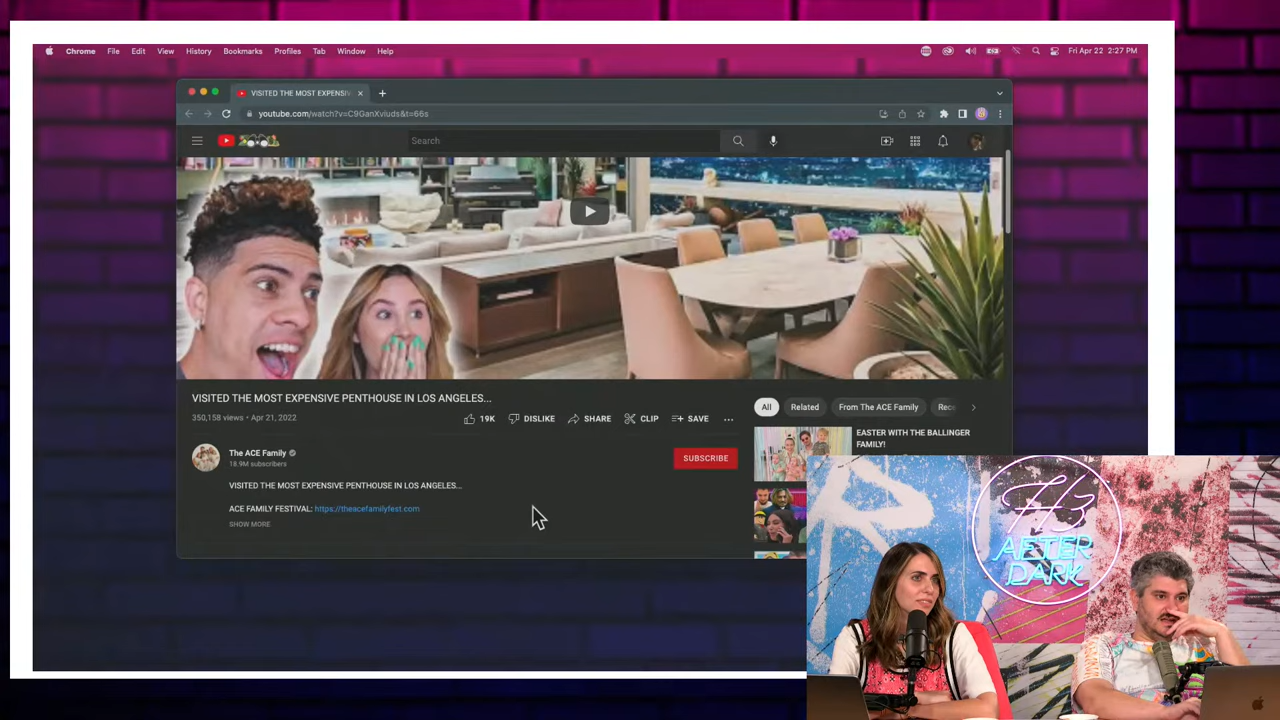 Chrome File Edit View History Bookmarks Profiles Tab Window Help
Fri Apr 22 2:27 PM
VISITED THE MOST EXPENSIV
youtube.com/watch?v=C9GanXviuds&t=66s
Search
VISITED THE MOST EXPENSIVE PENTHOUSE IN LOS ANGELES...
350,158 views • Apr 21, 2022
19K DISLIKE SHARE CLIP SAVE
The ACE Family
18.9M subscribers
SUBSCRIBE
VISITED THE MOST EXPENSIVE PENTHOUSE IN LOS ANGELES...
ACE FAMILY FESTIVAL: https://theacefamilyfest.com
SHOW MORE
All Related From The ACE Family Rece
EASTER WITH THE BALLINGER
FAMILY!
H3
AFTER
DARK